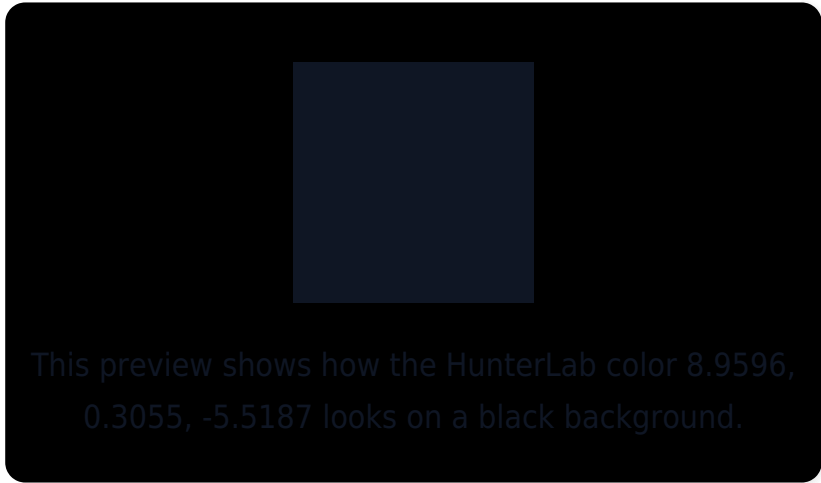 This preview shows how the HunterLab color 8.9596,
0.3055, -5.5187 looks on a black background.